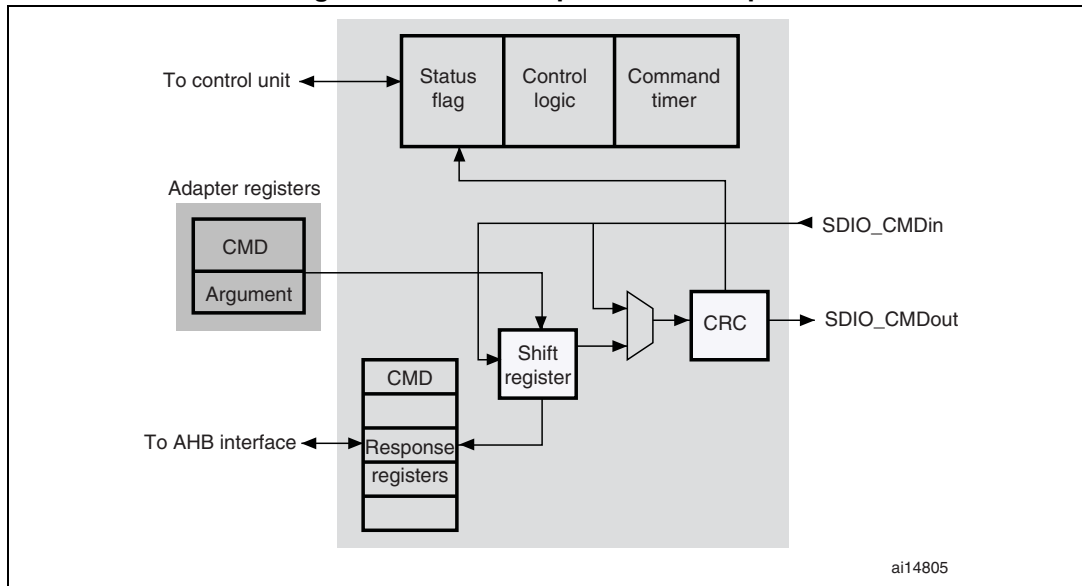 To control unit
Status
flag
Control
logic
Command
timer
Adapter registers
CMD
Argument
SDIO_CMDin
SDIO_CMDout
CRC
Shift
register
CMD
Response
registers
To AHB interface
ai14805